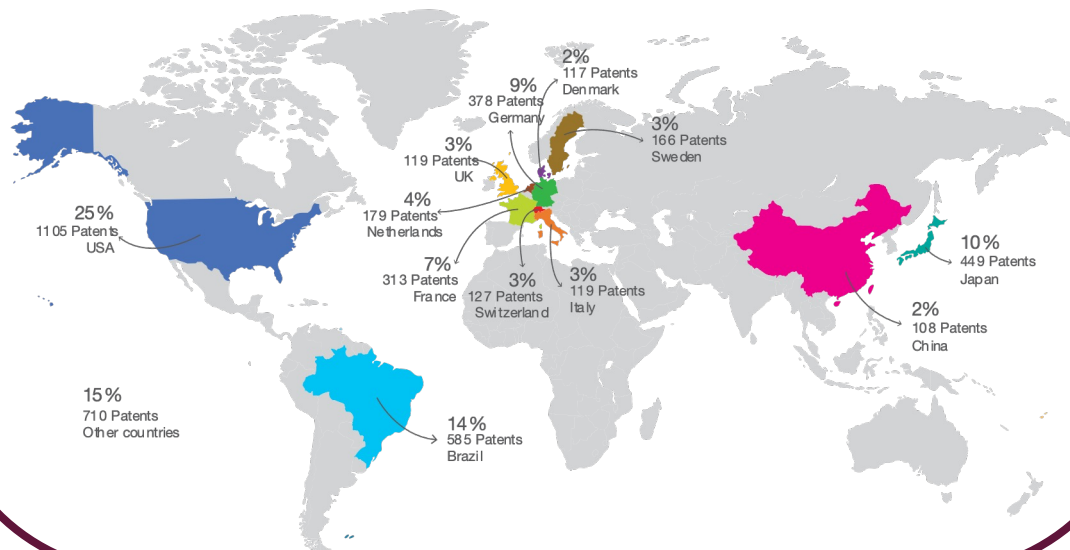 2%
117 Patents
Denmark
9%
378 Patents
Germany
3%
166 Patents
Sweden
3%
119 Patents
UK
4%
179 Patents
Netherlands
25%
1105 Patents
USA
7%
313 Patents
France
3%
127 Patents
Switzerland
3%
119 Patents
Italy
10%
449 Patents
Japan
2%
108 Patents
China
15%
710 Patents
Other countries
14%
585 Patents
Brazil